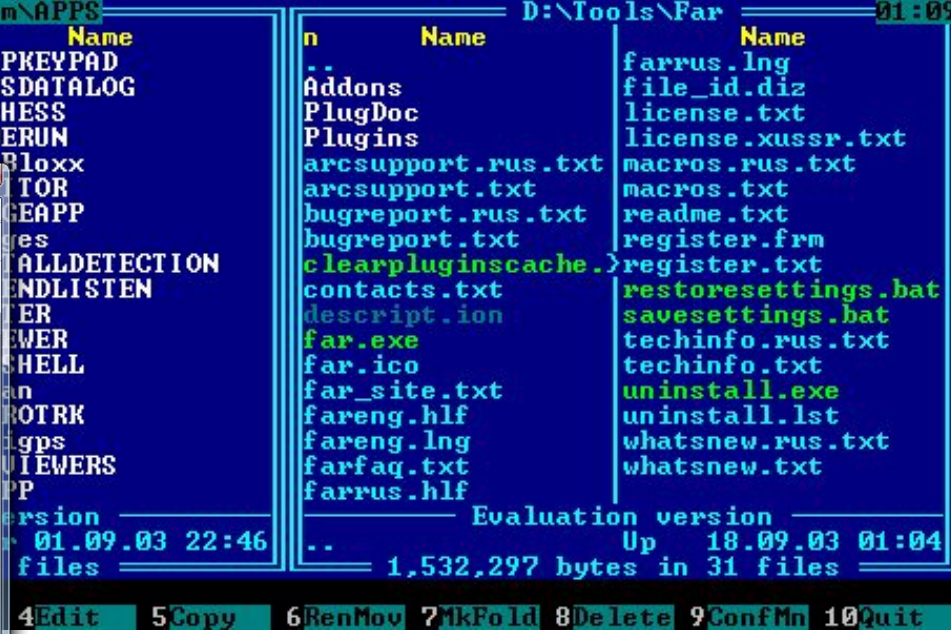 m\APPS
Name
PKEYPAD
SDATALOG
HESS
ERUN
Bloxx
ITOR
GEAPP
ges
ALLDETECTION
ENDLISTEN
TER
EWER
SHELL
an
ROTRK
igps
VIEWERS
PP
ersion
r 01.09.03 22:46
files
D:\Tools\Far
01:09
n Name
..
Addons
PlugDoc
Plugins
arcsupport.rus.txt
arcsupport.txt
bugreport.rus.txt
bugreport.txt
clearpluginscache.}
contacts.txt
descript.ion
far.exe
far.ico
far_site.txt
fareng.hlf
fareng.lng
farfaq.txt
farrus.hlf
Name
farrus.lng
file_id.diz
license.txt
license.xussr.txt
macros.rus.txt
macros.txt
readme.txt
register.frm
register.txt
restoresettings.bat
savesettings.bat
techinfo.rus.txt
techinfo.txt
uninstall.exe
uninstall.lst
whatsnew.rus.txt
whatsnew.txt
Evaluation version
.. Up 18.09.03 01:04
1,532,297 bytes in 31 files
4Edit 5Copy 6RenMov 7MkFold 8Delete 9ConfMn 10Quit